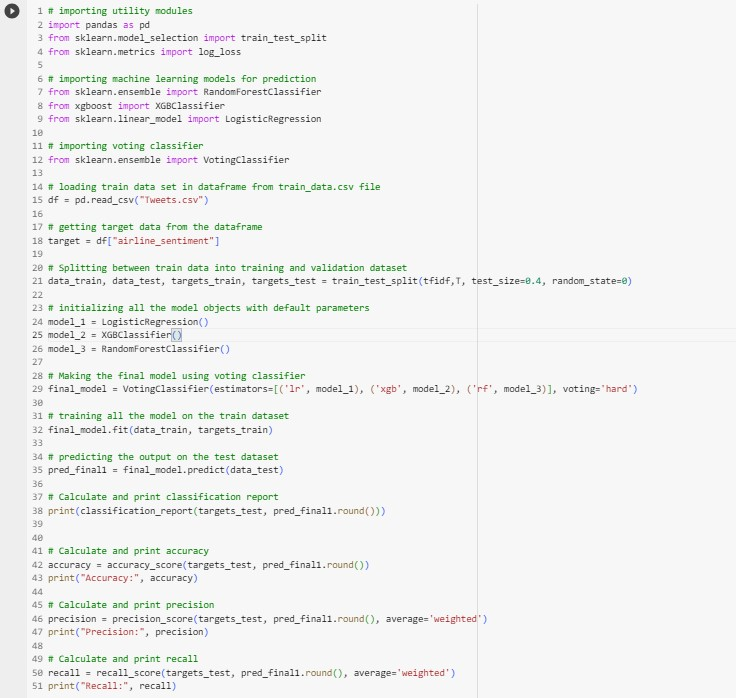 1 # importing utility modules
2 import pandas as pd
3 from sklearn.model_selection import train_test_split
4 from sklearn.metrics import log_loss
5
6 # importing machine learning models for prediction
7 from sklearn.ensemble import RandomForestClassifier
8 from xgboost import XGBClassifier
9 from sklearn.linear_model import LogisticRegression
10
11 # importing voting classifier
12 from sklearn.ensemble import VotingClassifier
13
14 # loading train data set in dataframe from train_data.csv file
15 df = pd.read_csv("Tweets.csv")
16
17 # getting target data from the dataframe
18 target = df["airline_sentiment"]
19
20 # Splitting between train data into training and validation dataset
21 data_train, data_test, targets_train, targets_test = train_test_split(tfidf,T, test_size=0.4, random_state=0)
22
23 # initializing all the model objects with default parameters
24 model_1 = LogisticRegression()
25 model_2 = XGBClassifier()
26 model_3 = RandomForestClassifier()
27
28 # Making the final model using voting classifier
29 final_model = VotingClassifier(estimators=[('lr', model_1), ('xgb', model_2), ('rf', model_3)], voting='hard')
30
31 # training all the model on the train dataset
32 final_model.fit(data_train, targets_train)
33
34 # predicting the output on the test dataset
35 pred_final1 = final_model.predict(data_test)
36
37 # Calculate and print classification report
38 print(classification_report(targets_test, pred_final1.round()))
39
40
41 # Calculate and print accuracy
42 accuracy = accuracy_score(targets_test, pred_final1.round())
43 print("Accuracy:", accuracy)
44
45 # Calculate and print precision
46 precision = precision_score(targets_test, pred_final1.round(), average='weighted')
47 print("Precision:", precision)
48
49 # Calculate and print recall
50 recall = recall_score(targets_test, pred_final1.round(), average='weighted')
51 print("Recall:", recall)